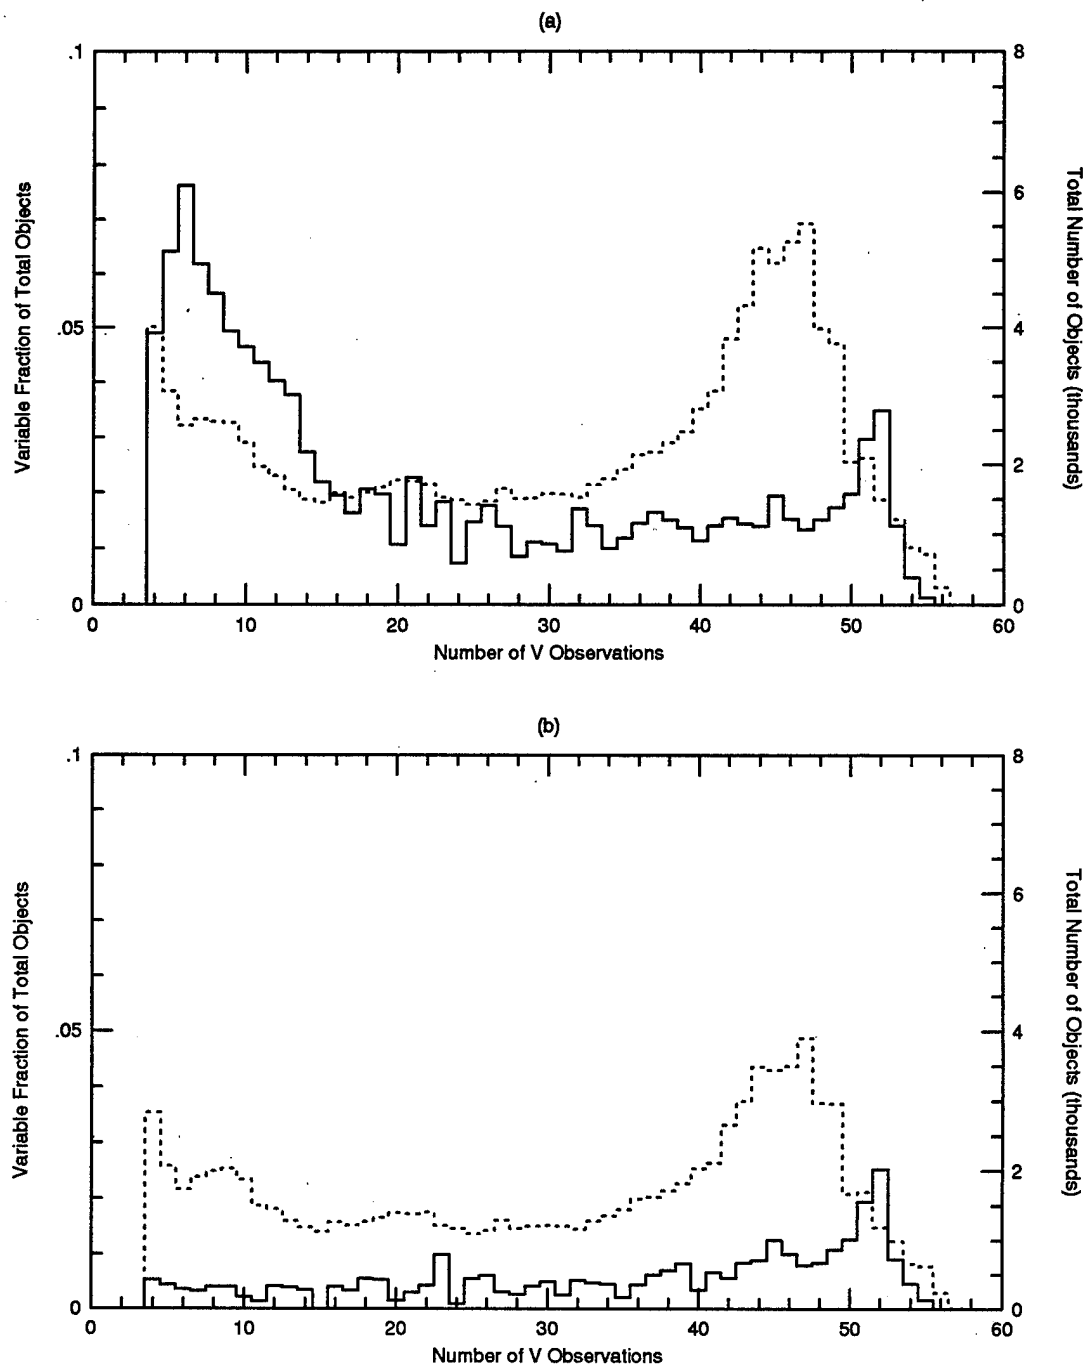 (a)
.1
.05
0
Variable Fraction of Total Objects
8
6
4
2
0
Total Number of Objects (thousands)
0 10 20 30 40 50 60
Number of V Observations
(b)
.1
.05
0
Variable Fraction of Total Objects
8
6
4
2
0
Total Number of Objects (thousands)
0 10 20 30 40 50 60
Number of V Observations